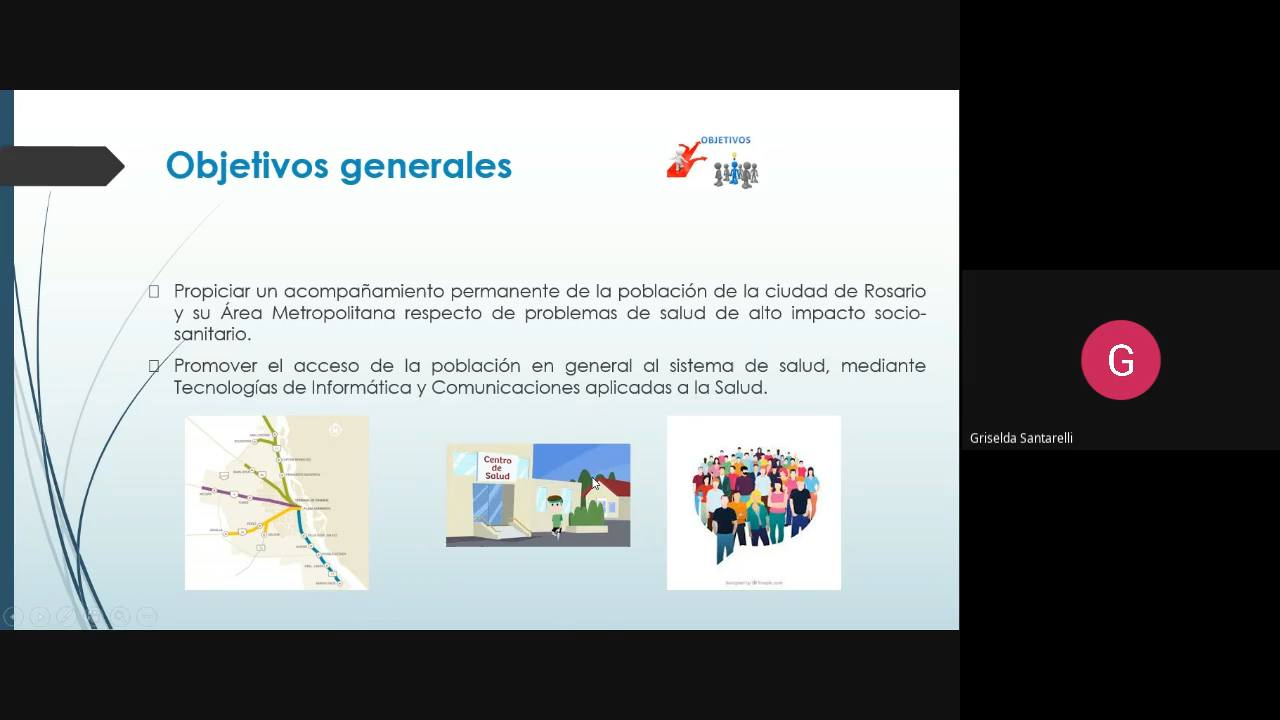 Objetivos generales
OBJETIVOS
Propiciar un acompañamiento permanente de la población de la ciudad de Rosario
y su Área Metropolitana respecto de problemas de salud de alto impacto socio-
sanitario.
Promover el acceso de la población en general al sistema de salud, mediante
Tecnologías de Informática y Comunicaciones aplicadas a la Salud.
Centro
de
Salud
G
Griselda Santarelli